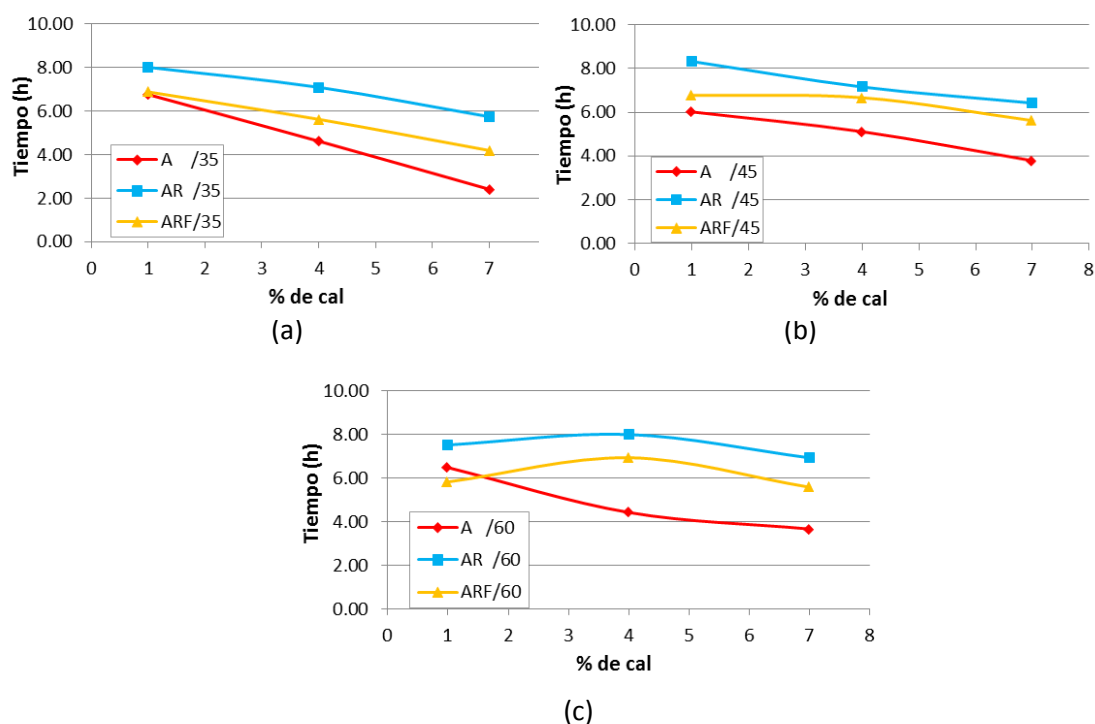 10.00
8.00
6.00
4.00
2.00
0.00
Tiempo (h)
A /35
AR /35
ARF/35
0 1 2 3 4 5 6 7
% de cal
(a)
10.00
8.00
6.00
4.00
2.00
0.00
Tiempo (h)
A /45
AR /45
ARF/45
0 1 2 3 4 5 6 7 8
% de cal
(b)
10.00
8.00
6.00
4.00
2.00
0.00
Tiempo (h)
A /60
AR /60
ARF/60
0 1 2 3 4 5 6 7 8
% de cal
(c)